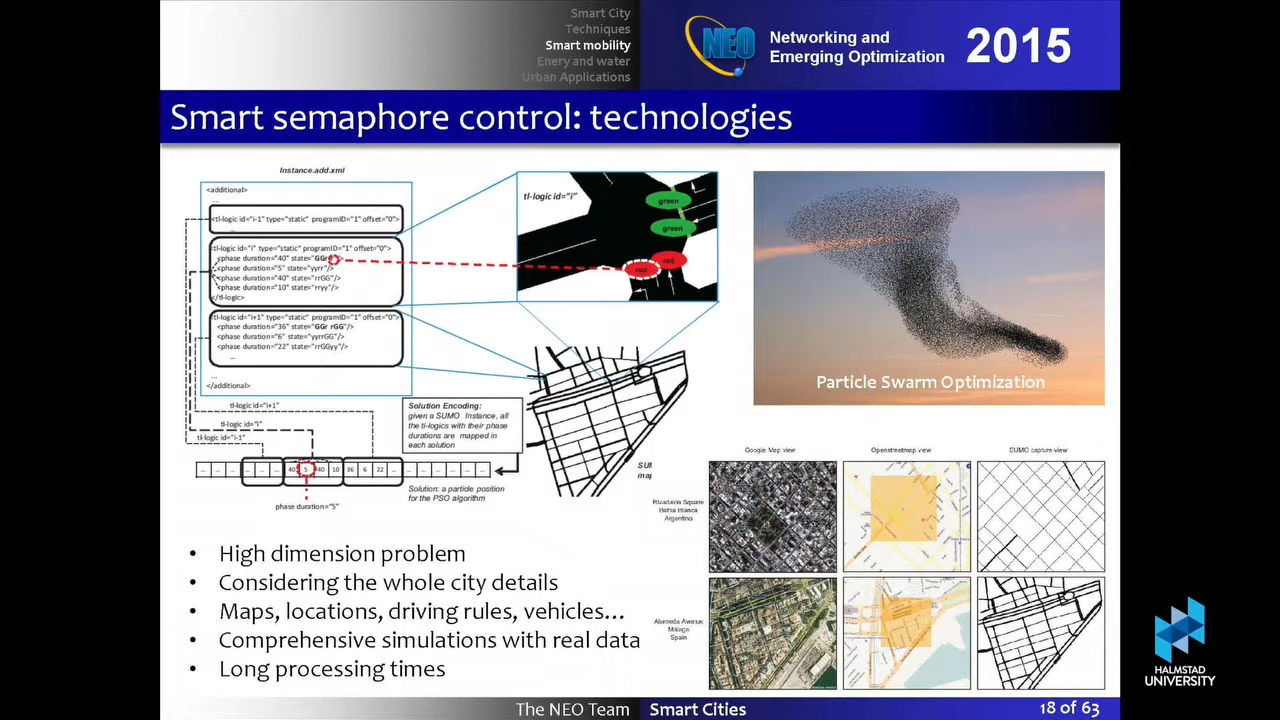 Smart City
Techniques
Smart mobility
Enery and water
Urban Applications
NEO
Networking and
Emerging Optimization
2015
Smart semaphore control: technologies
Instance.add.xml
<additional>
...
<tl-logic id="i-1" type="static" programID="1" offset="0">
...
<tl-logic id="i" type="static" programID="1" offset="0">
<phase duration="40" state="GGr
<phase duration="5" state="yyrr"/>
<phase duration="40" state="rrGG"/>
<phase duration="10" state="rryy"/>
</tl-logic>
<tl-logic id="i+1" type="static" programID="1" offset="0">
<phase duration="36" state="GGr rGG"/>
<phase duration="6" state="yyrrGG"/>
<phase duration="22" state="rrGGyy"/>
...
...
</additional>
tl-logic id="i+1"
tl-logic id="i"
tl-logic id="i-1"
... ... ... ... ... ... 40 5 40 10 36 6 22 ... ... ... ... ... ... ...
phase duration="5"
tl-logic id="i"
green
green
red
red
Solution Encoding:
given a SUMO Instance, all
the tl-logics with their phase
durations are mapped in
each solution
Solution: a particle position
for the PSO algorithm
map
Particle Swarm Optimization
Google Map view
Openstreetmap view
SUMO capture view
Rivadavia Square
Bahia Blanca
Argentina
Alameda Avenue
Málaga
Spain
• High dimension problem
• Considering the whole city details
• Maps, locations, driving rules, vehicles...
• Comprehensive simulations with real data
• Long processing times
The NEO Team
Smart Cities
18 of 63
HALMSTAD
UNIVERSITY